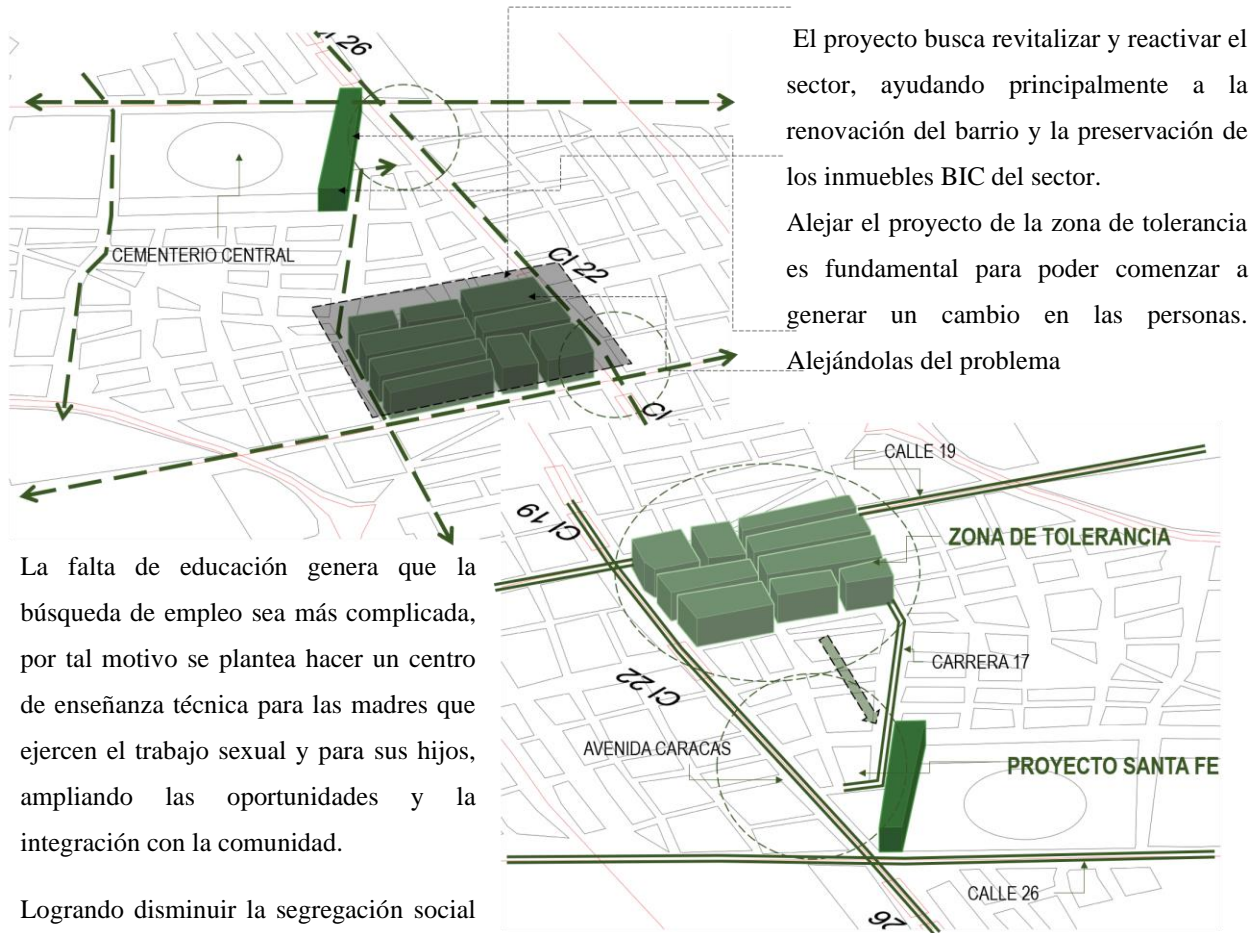 El proyecto busca revitalizar y reactivar el
sector, ayudando principalmente a la
renovación del barrio y la preservación de
los inmuebles BIC del sector.
Alejar el proyecto de la zona de tolerancia
es fundamental para poder comenzar a
generar un cambio en las personas.
Alejándolas del problema
Cl 26
CEMENTERIO CENTRAL
Cl 22
Cl
La falta de educación genera que la
búsqueda de empleo sea más complicada,
por tal motivo se plantea hacer un centro
de enseñanza técnica para las madres que
ejercen el trabajo sexual y para sus hijos,
ampliando las oportunidades y la
integración con la comunidad.
Logrando disminuir la segregación social
CALLE 19
Cl 19
ZONA DE TOLERANCIA
CARRERA 17
Cl 22
AVENIDA CARACAS
PROYECTO SANTA FE
CALLE 26
26